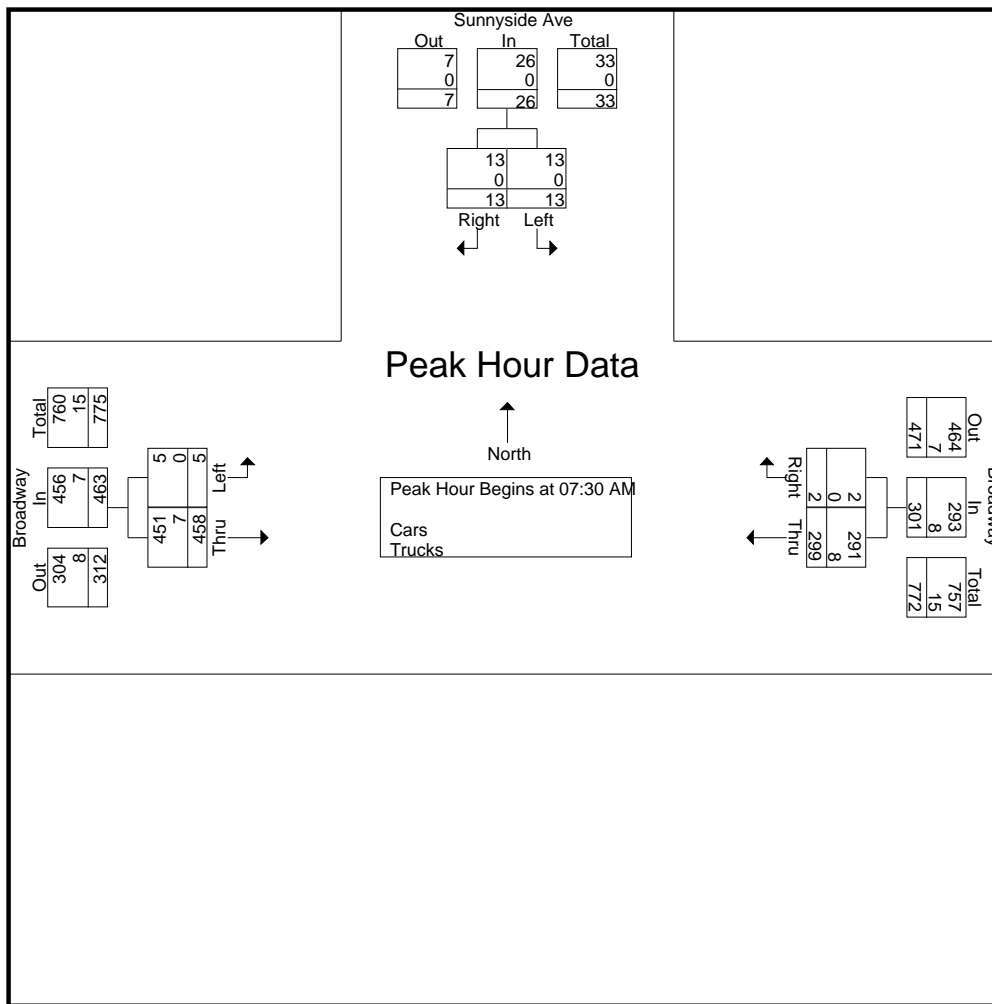 Sunnyside Ave
Out In Total
7 26 33
0 0 0
7 26 33
13 13
0 0
13 13
Right Left
Peak Hour Data
North
Peak Hour Begins at 07:30 AM
Cars
Trucks
Broadway
Total
760
15
775
In
456
7
463
Out
304
8
312
Left
5
0
5
Thru
451
7
458
Right
2
0
2
Thru
291
8
299
Out
464
7
471
In
293
8
301
Total
757
15
772